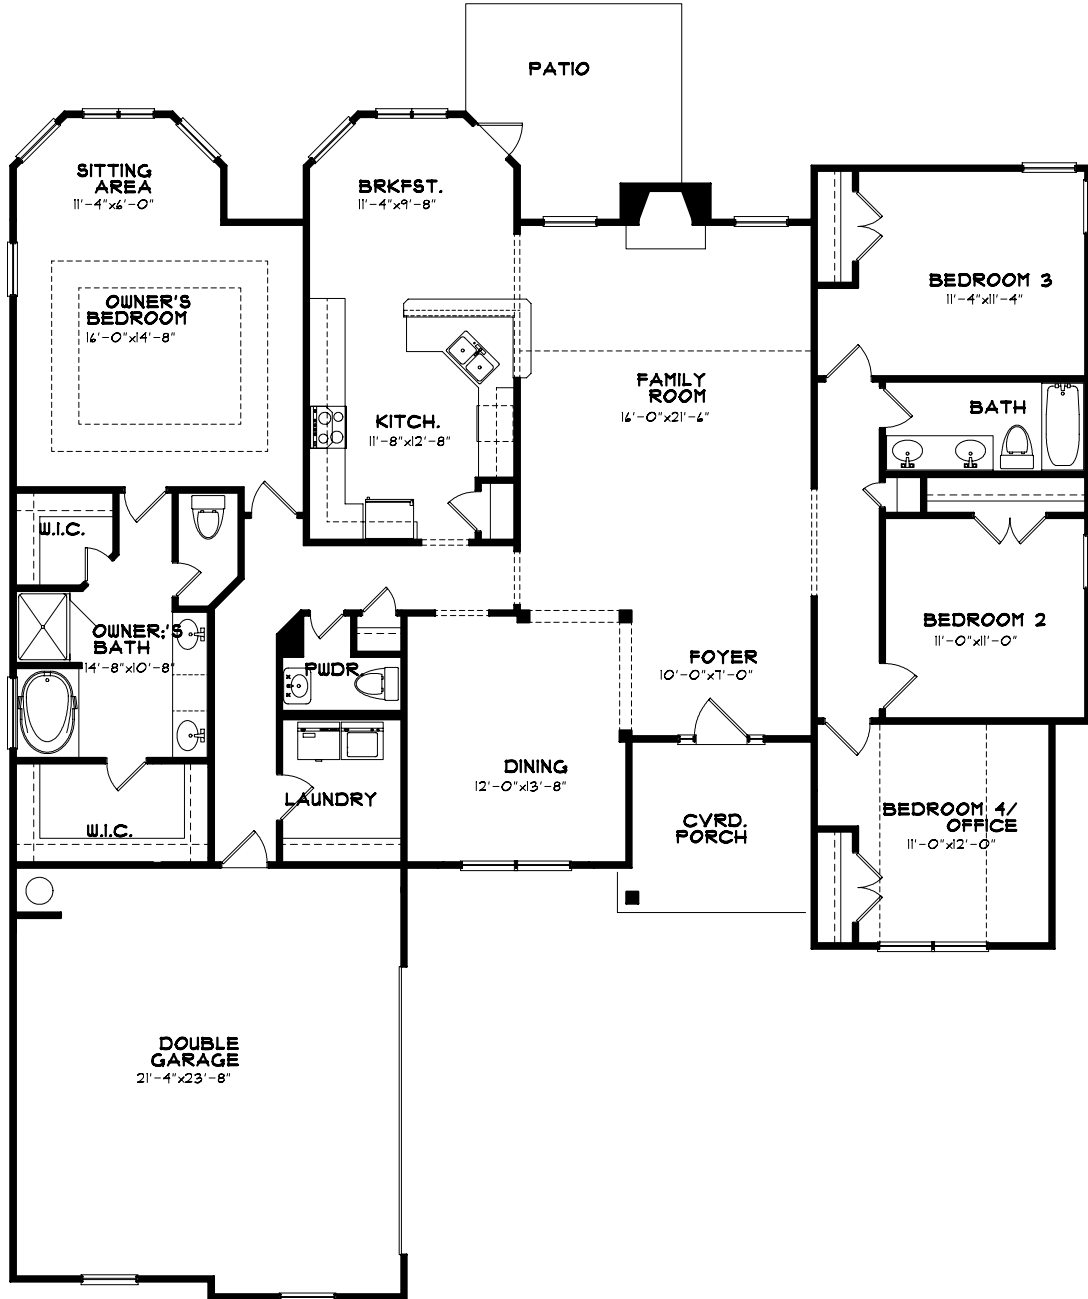 PATIO
SITTING
AREA
11'-4"x6'-0"
BRKFST.
11'-4"x9'-8"
BEDROOM 3
11'-4"x11'-4"
OWNER'S
BEDROOM
16'-0"x14'-8"
FAMILY
ROOM
16'-0"x21'-6"
KITCH.
11'-8"x12'-8"
BATH
W.I.C.
OWNER'S
BATH
14'-8"x10'-8"
BEDROOM 2
11'-0"x11'-0"
PWDR
FOYER
10'-0"x7'-0"
DINING
12'-0"x13'-8"
LAUNDRY
W.I.C.
CVRD.
PORCH
BEDROOM 4/
OFFICE
11'-0"x12'-0"
DOUBLE
GARAGE
21'-4"x23'-8"